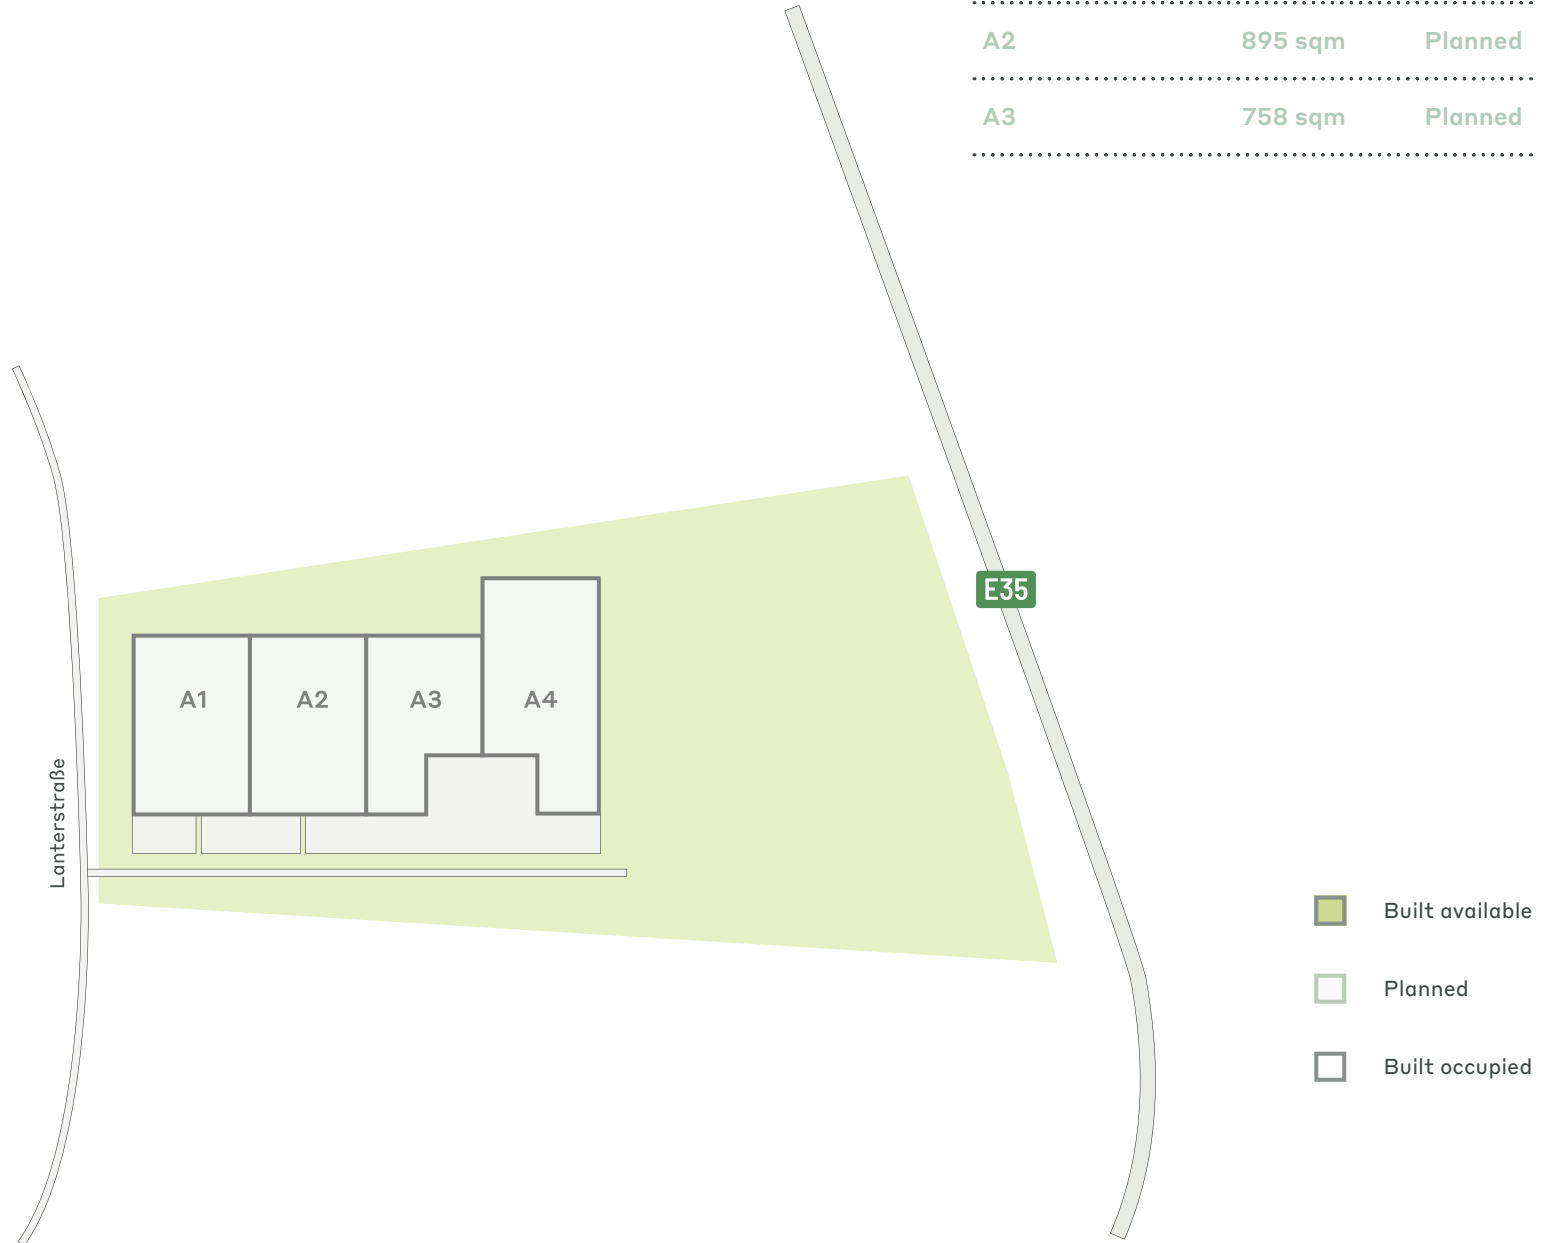 A2 895 sqm Planned
A3 758 sqm Planned
E35
A1 A2 A3 A4
Lanterstraße
Built available
Planned
Built occupied